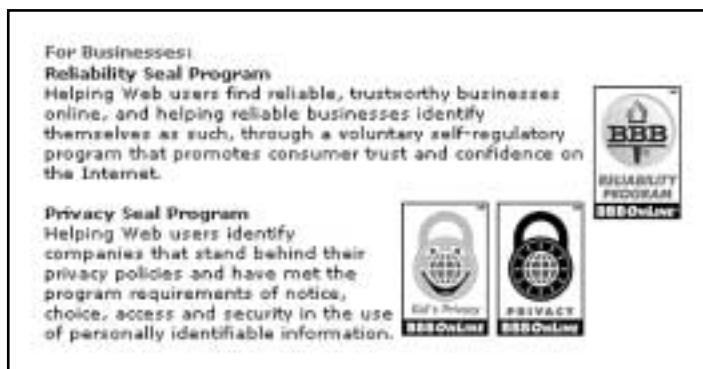 For Businesses:
Reliability Seal Program
Helping Web users find reliable, trustworthy businesses
online, and helping reliable businesses identify
themselves as such, through a voluntary self-regulatory
program that promotes consumer trust and confidence on
the Internet.
BBB
RELIABILITY
PROGRAM
BBBOnLine
Privacy Seal Program
Helping Web users identify
companies that stand behind their
privacy policies and have met the
program requirements of notice,
choice, access and security in the use
of personally identifiable information.
Kid's Privacy
BBBOnLine
PRIVACY
BBBOnLine